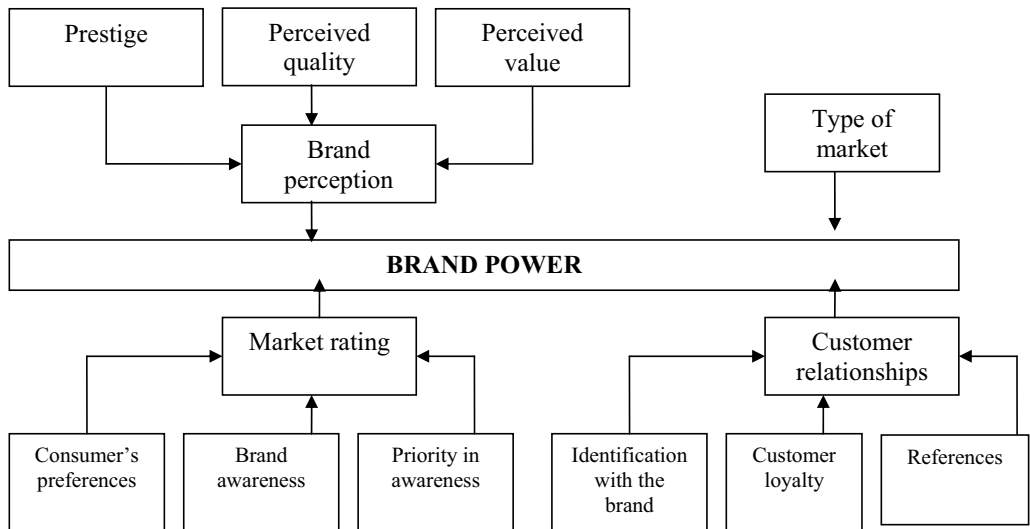 Prestige
Perceived
quality
Perceived
value
Type of
market
Brand
perception
BRAND POWER
Market rating
Customer
relationships
Consumer’s
preferences
Brand
awareness
Priority in
awareness
Identification
with the
brand
Customer
loyalty
References